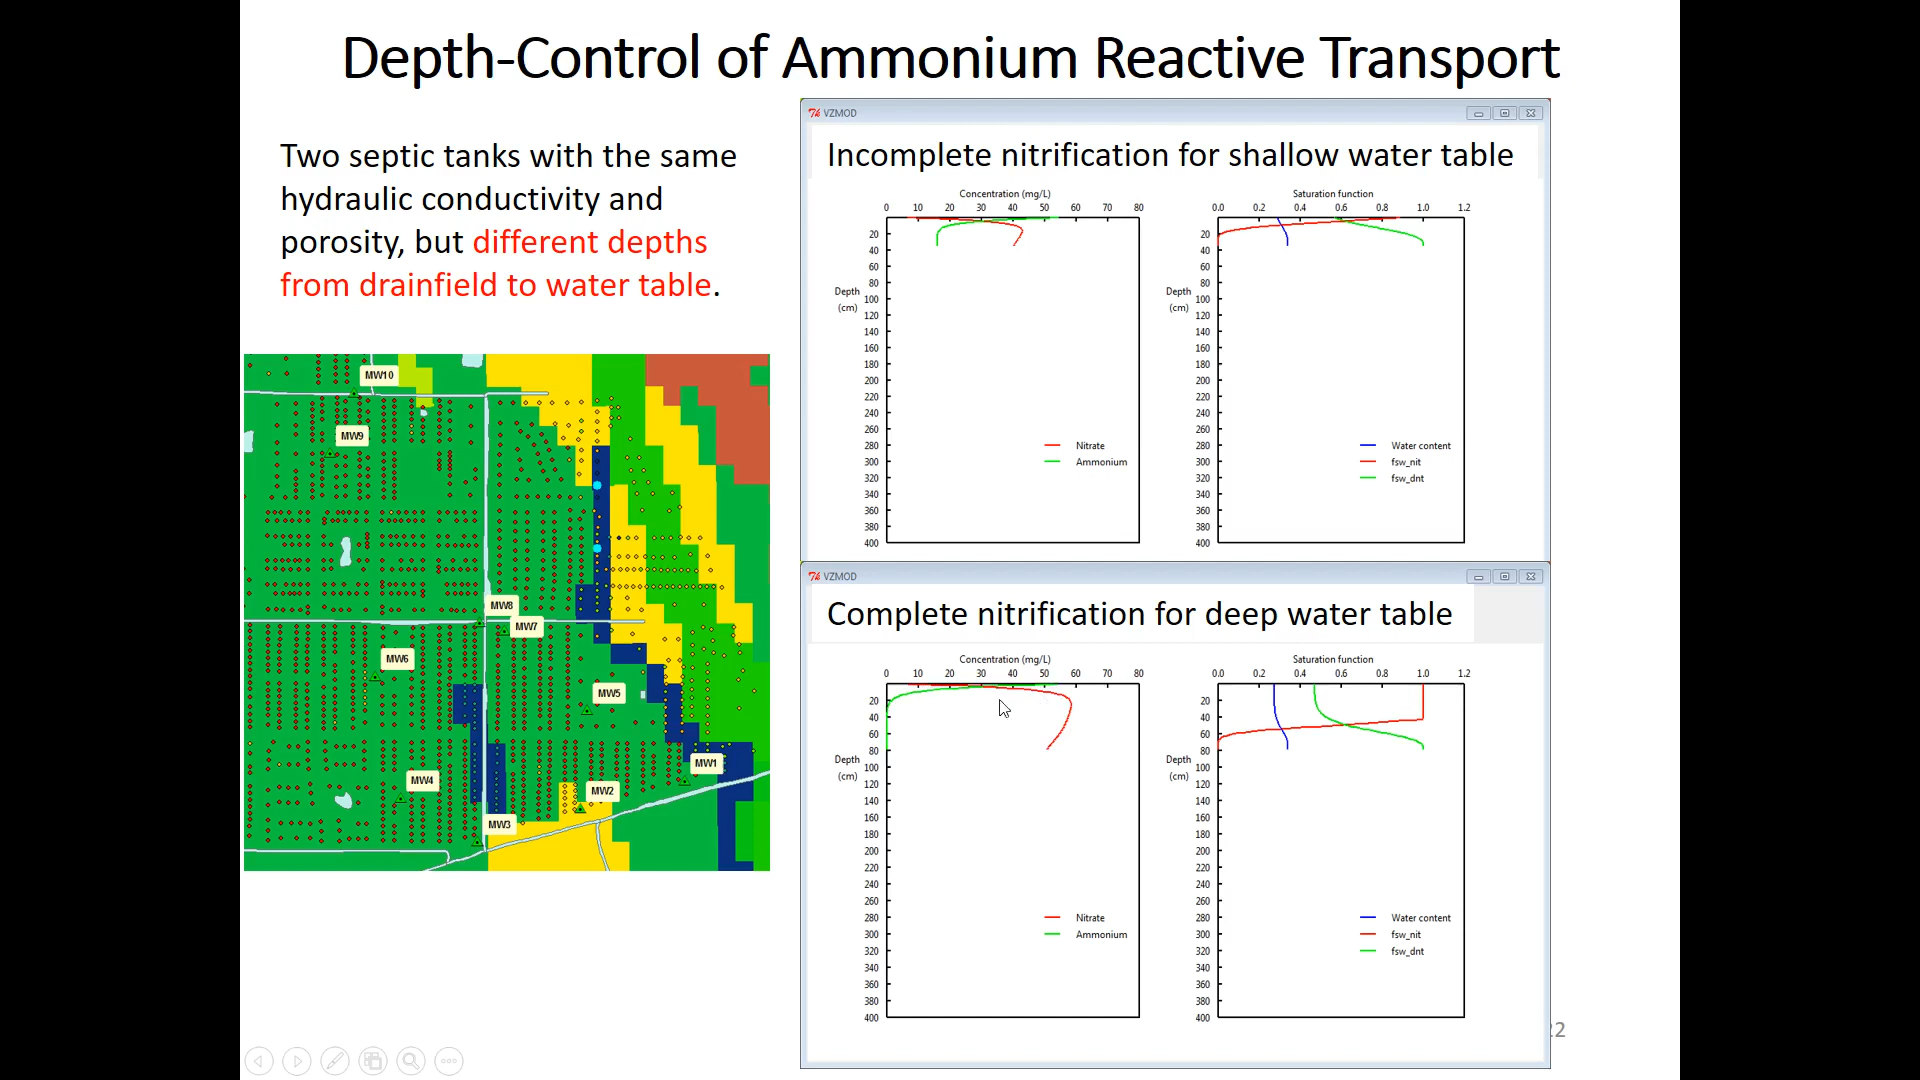 Depth-Control of Ammonium Reactive Transport
Two septic tanks with the same
hydraulic conductivity and
porosity, but different depths
from drainfield to water table.
MW10
MW9
MW8
MW7
MW6
MW5
MW4
MW3
MW2
MW1
VZMOD
Incomplete nitrification for shallow water table
Concentration (mg/L)
0 10 20 30 40 50 60 70 80
20
40
60
80
100
120
140
160
180
200
220
240
260
280
300
320
340
360
380
400
Depth
(cm)
Nitrate
Ammonium
Saturation function
0.0 0.2 0.4 0.6 0.8 1.0 1.2
20
40
60
80
100
120
140
160
180
200
220
240
260
280
300
320
340
360
380
400
Depth
(cm)
Water content
fsw_nit
fsw_dnt
VZMOD
Complete nitrification for deep water table
Concentration (mg/L)
0 10 20 30 40 50 60 70 80
20
40
60
80
100
120
140
160
180
200
220
240
260
280
300
320
340
360
380
400
Depth
(cm)
Nitrate
Ammonium
Saturation function
0.0 0.2 0.4 0.6 0.8 1.0 1.2
20
40
60
80
100
120
140
160
180
200
220
240
260
280
300
320
340
360
380
400
Depth
(cm)
Water content
fsw_nit
fsw_dnt
22